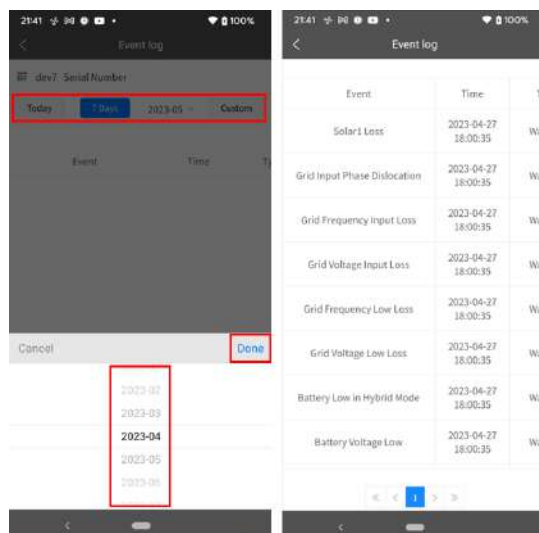 21:41
100%
Event log
dev7 Serial Number
Today
7 Days
2023-05
Custom
Event
Time
Ty
Cancel
Done
2023-02
2023-03
2023-04
2023-05
2023-06
21:41
100%
Event log
Event
Time
Solar1 Loss
2023-04-27
18:00:35
Grid Input Phase Dislocation
2023-04-27
18:00:35
Grid Frequency Input Loss
2023-04-27
18:00:35
Grid Voltage Input Loss
2023-04-27
18:00:35
Grid Frequency Low Loss
2023-04-27
18:00:35
Grid Voltage Low Loss
2023-04-27
18:00:35
Battery Low in Hybrid Mode
2023-04-27
18:00:35
Battery Voltage Low
2023-04-27
18:00:35
1